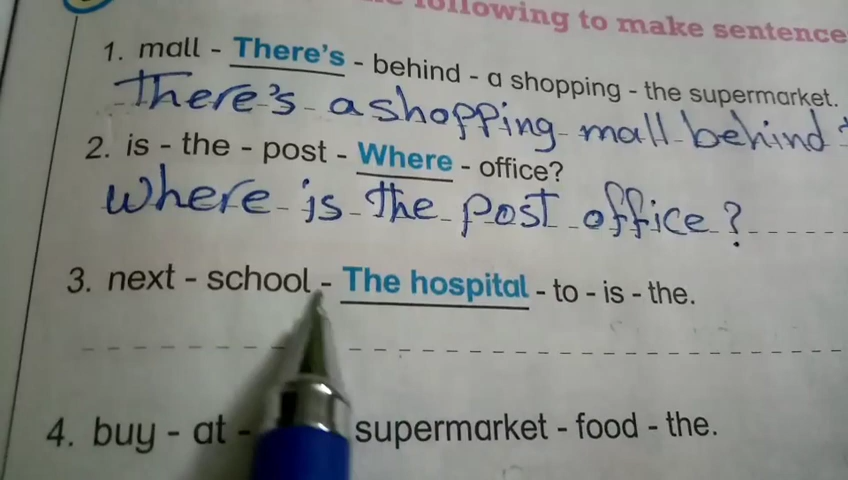 following to make sentence
1. mall - There's - behind - a shopping - the supermarket.
There's a shopping mall behind
2. is - the - post - Where - office?
where is the post office?
3. next - school - The hospital - to - is - the.
4. buy - at - supermarket - food - the.